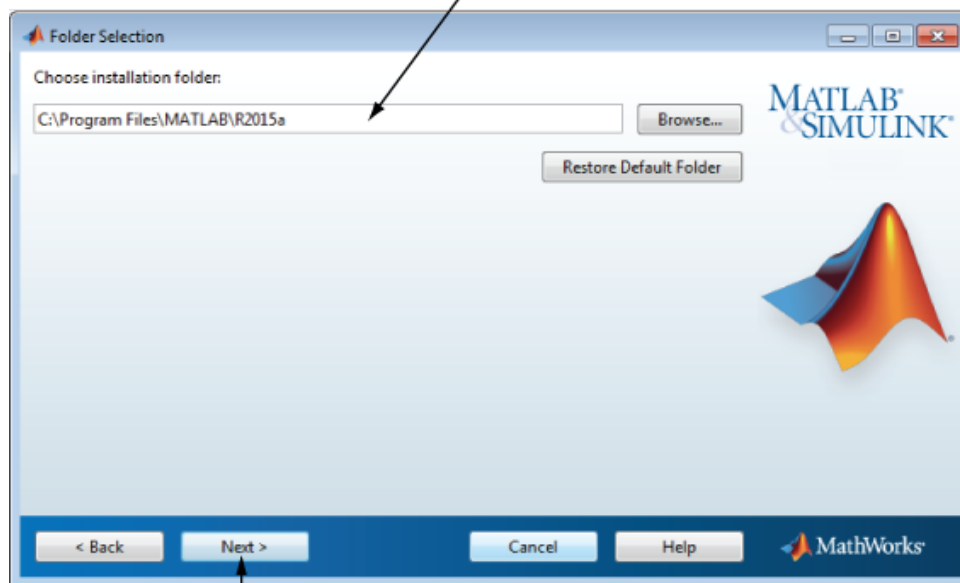 Folder Selection
Choose installation folder:
C:\Program Files\MATLAB\R2015a
Browse...
Restore Default Folder
MATLAB®
&SIMULINK®
< Back
Next >
Cancel
Help
MathWorks®